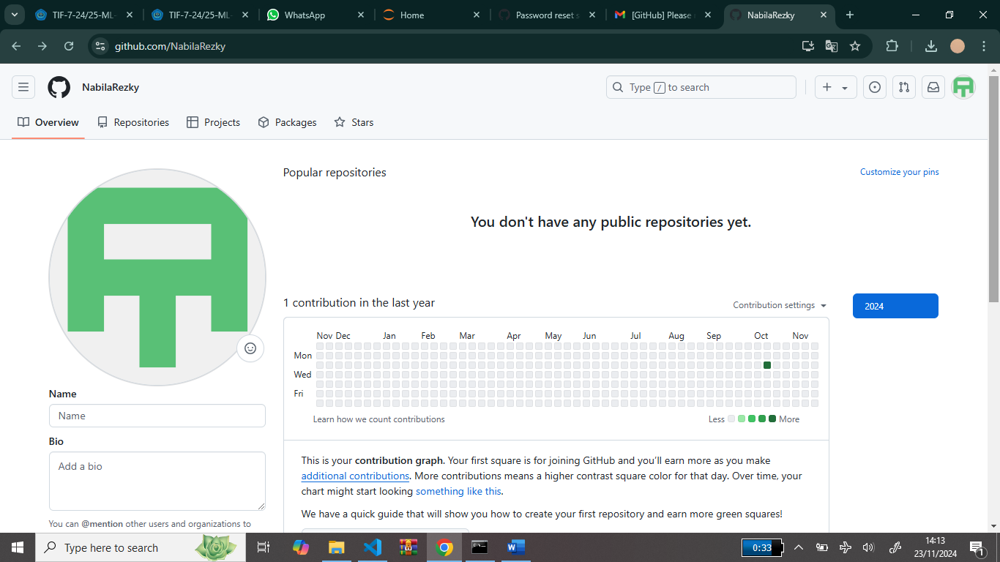 TIF-7-24/25-ML-
TIF-7-24/25-ML-
WhatsApp
Home
Password reset s
[GitHub] Please
NabilaRezky
github.com/NabilaRezky
NabilaRezky
Type / to search
Overview
Repositories
Projects
Packages
Stars
Popular repositories
Customize your pins
You don't have any public repositories yet.
1 contribution in the last year
Contribution settings
2024
Nov Dec Jan Feb Mar Apr May Jun Jul Aug Sep Oct Nov
Mon
Wed
Fri
Learn how we count contributions
Less
More
Name
Name
Bio
Add a bio
You can @mention other users and organizations to
This is your contribution graph. Your first square is for joining GitHub and you'll earn more as you make
additional contributions. More contributions means a higher contrast square color for that day. Over time, your
chart might start looking something like this.
We have a quick guide that will show you how to create your first repository and earn more green squares!
Type here to search
0:33
14:13
23/11/2024
1